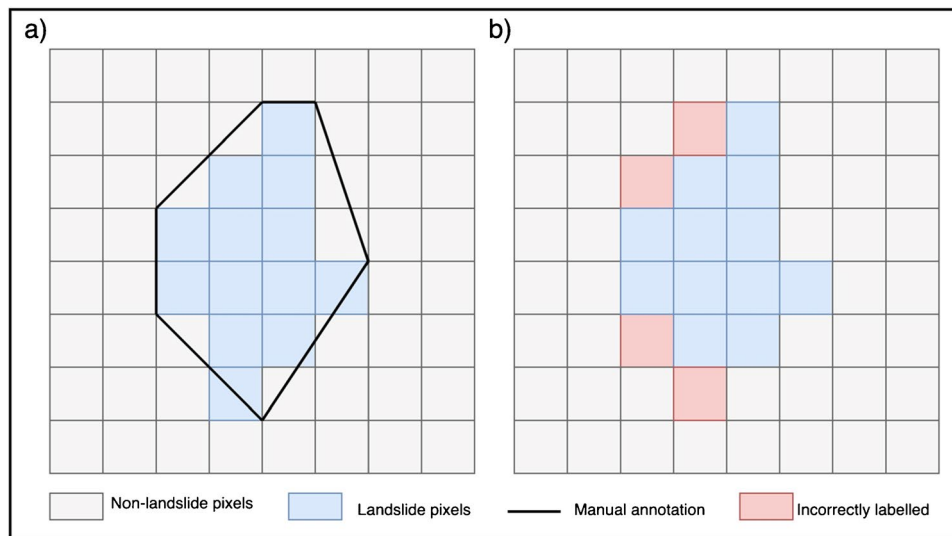 a)
b)
Non-landslide pixels
Landslide pixels
Manual annotation
Incorrectly labelled